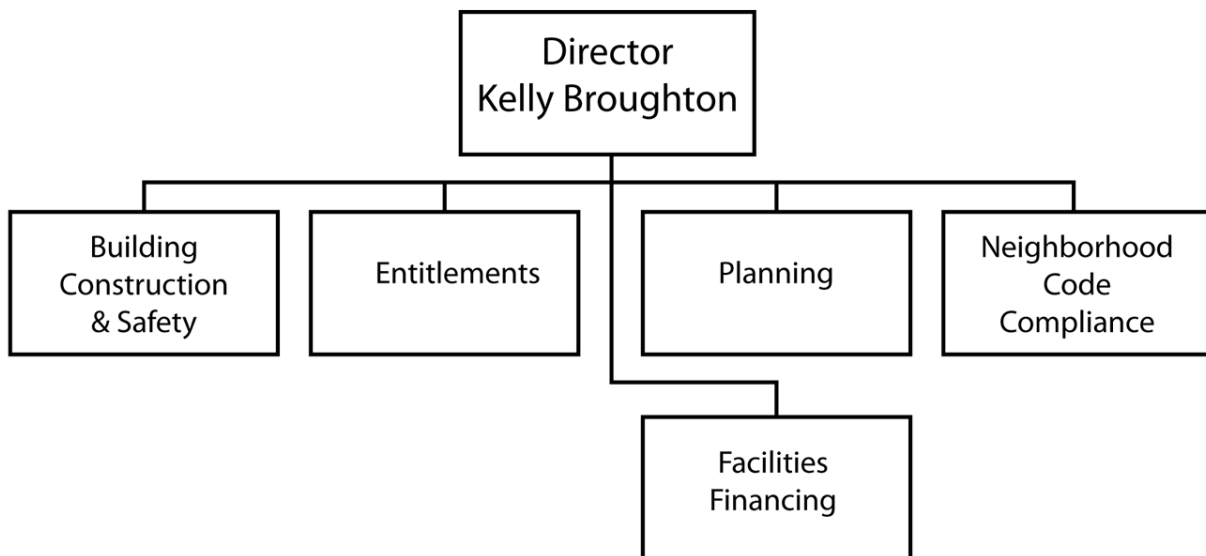 Director
Kelly Broughton
Building
Construction
& Safety
Entitlements
Planning
Neighborhood
Code
Compliance
Facilities
Financing